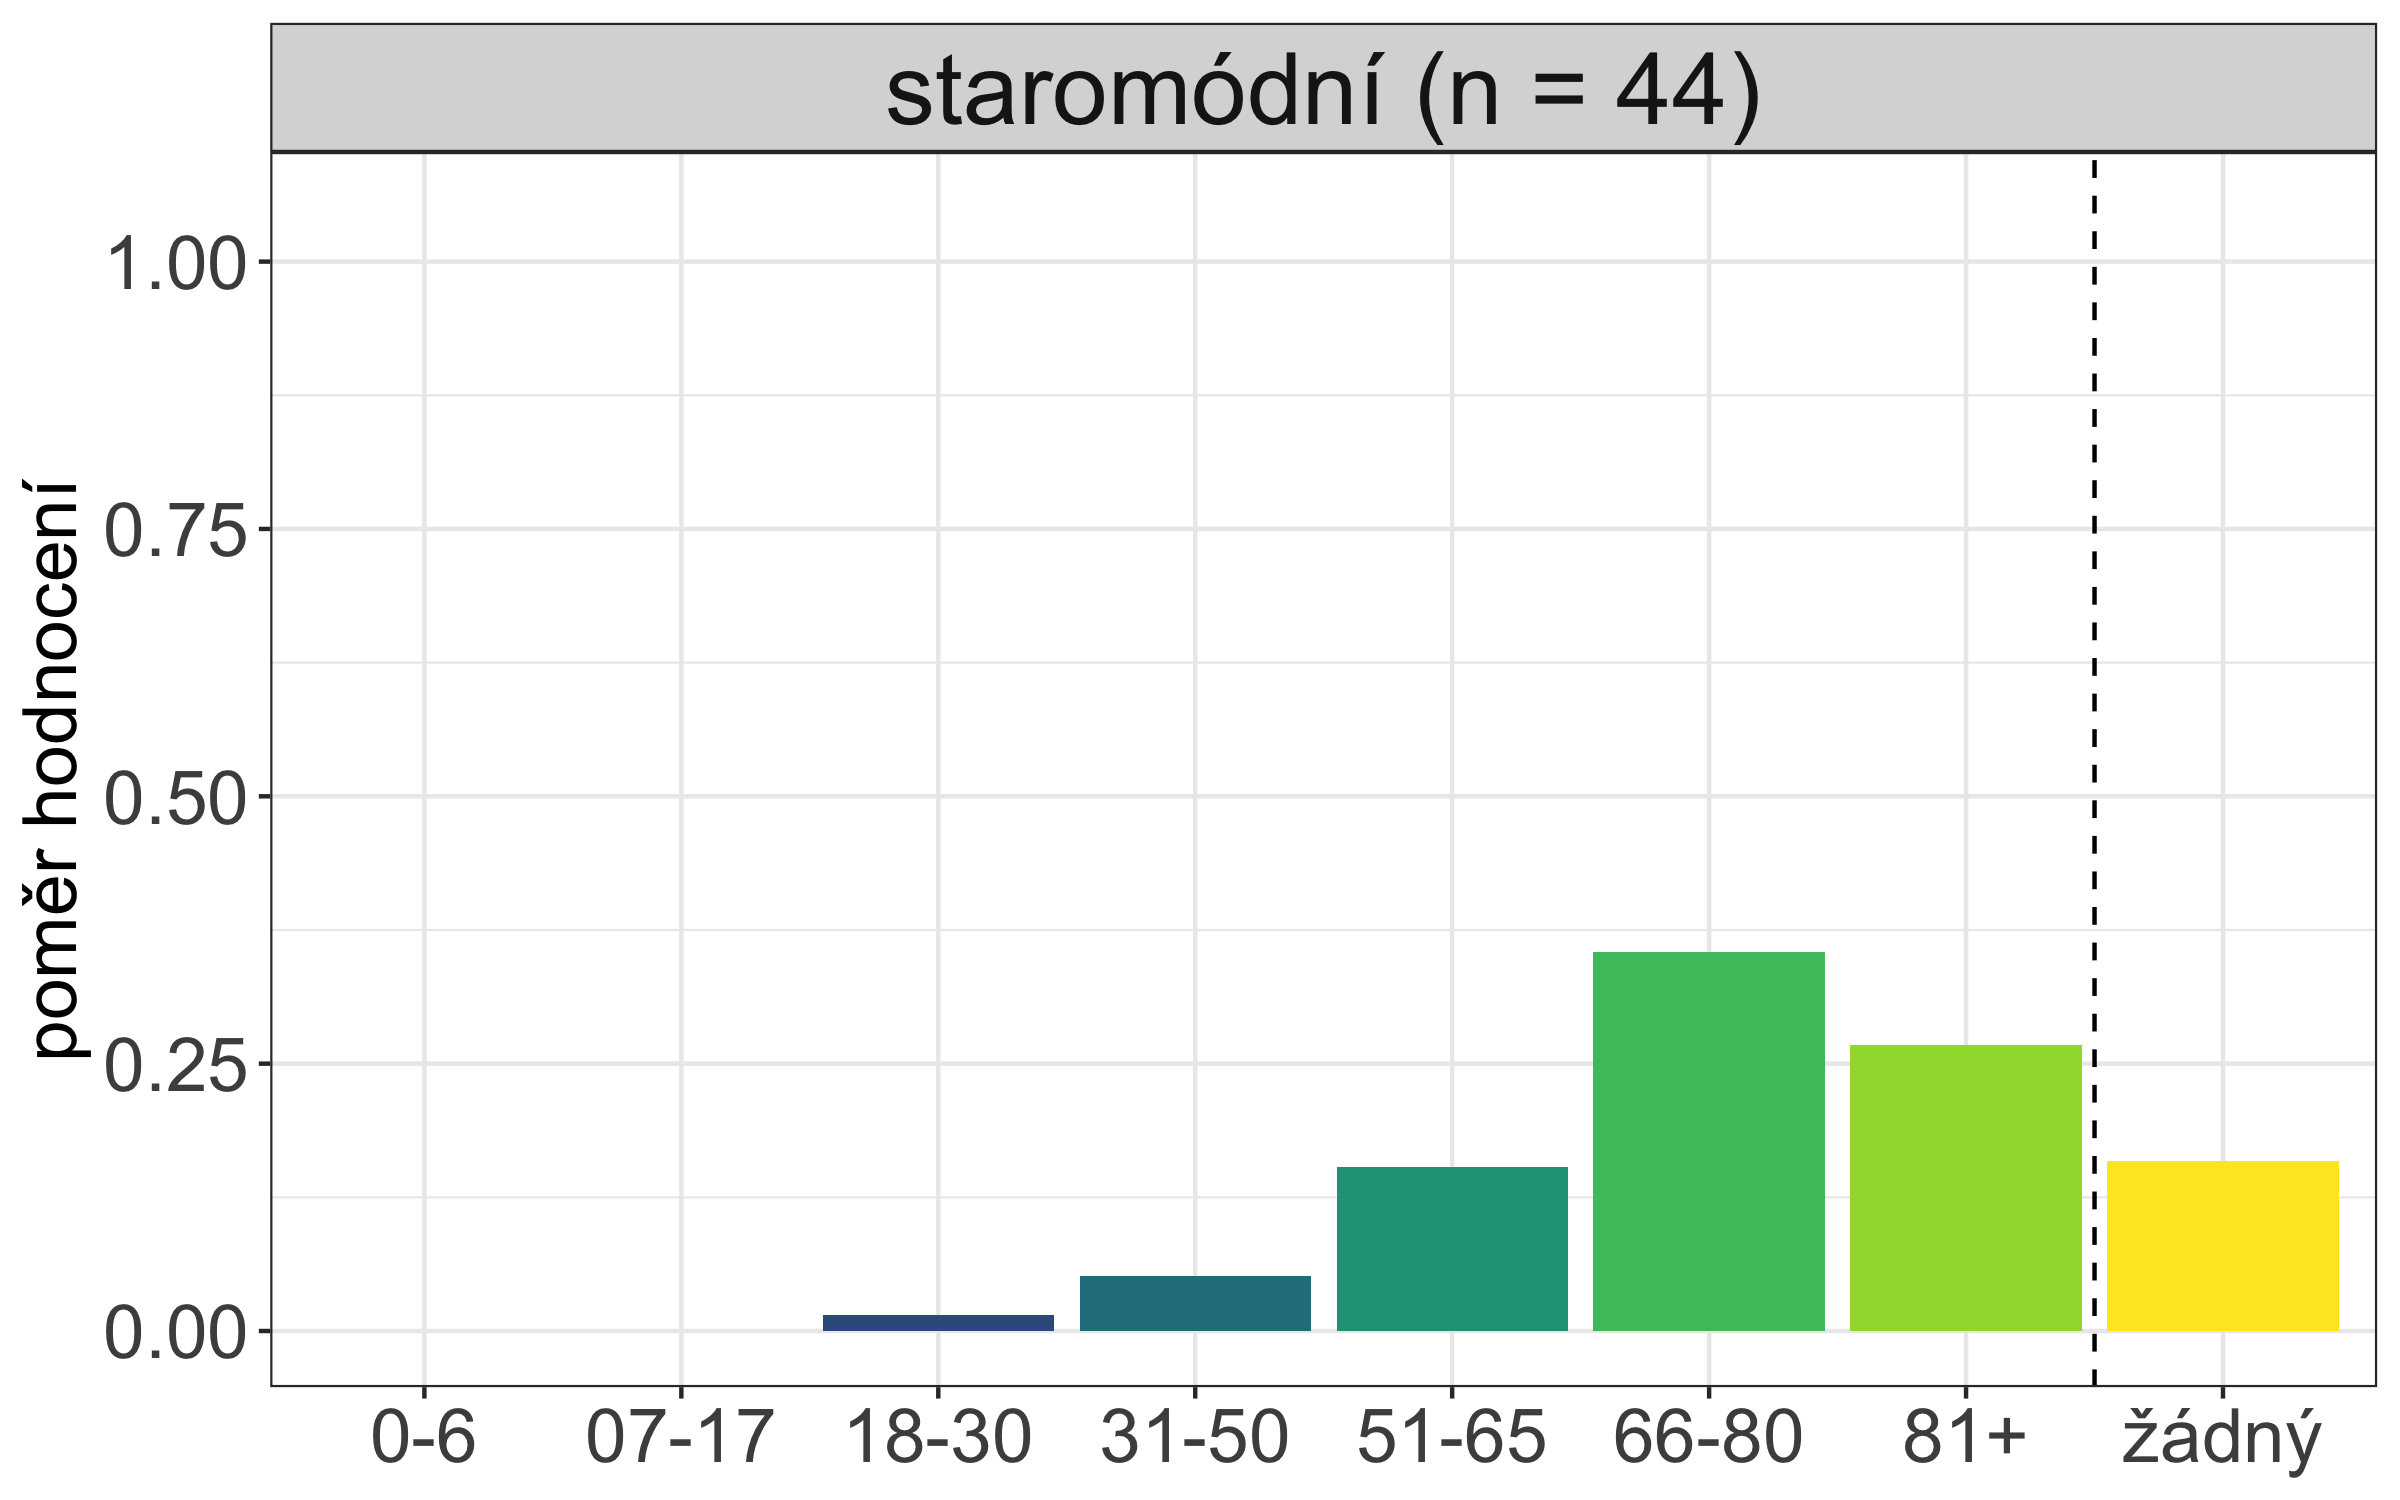 staromódní (n = 44)
poměr hodnocení
1.00
0.75
0.50
0.25
0.00
0-6 07-17 18-30 31-50 51-65 66-80 81+ žádný